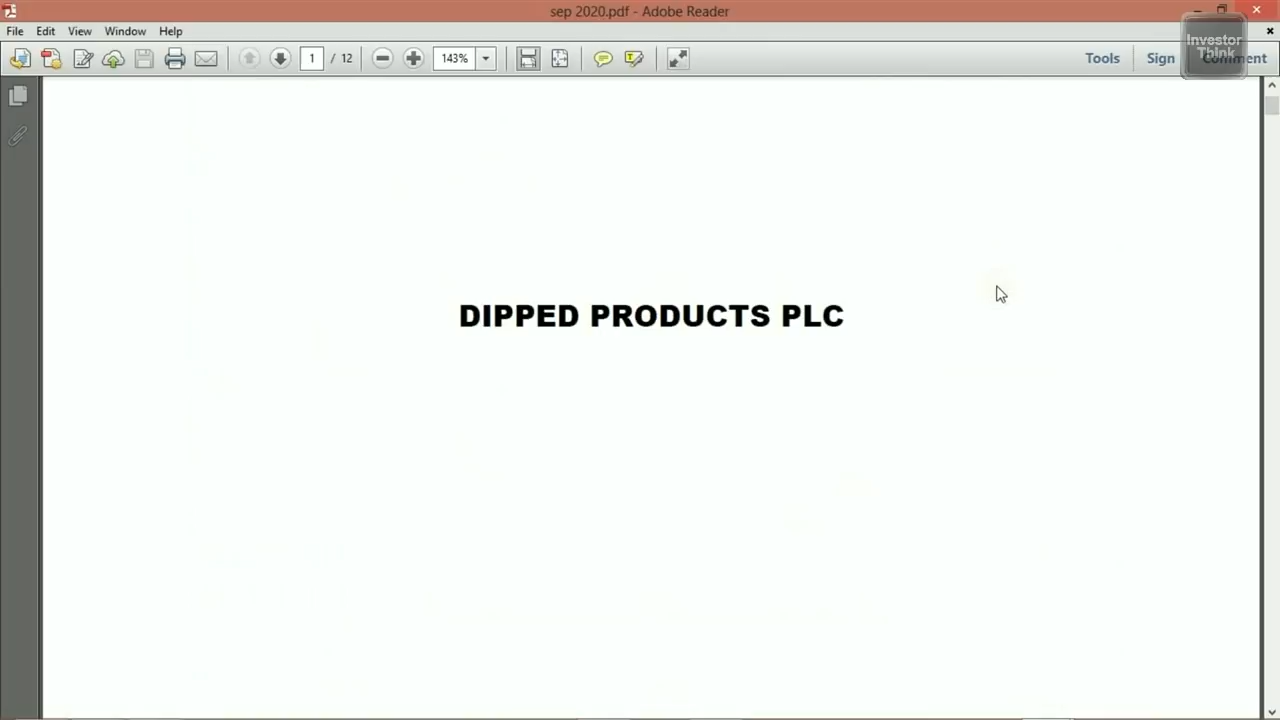 sep 2020.pdf - Adobe Reader
File Edit View Window Help
1 / 12 143% Tools Sign Comment
Investor
Think
DIPPED PRODUCTS PLC